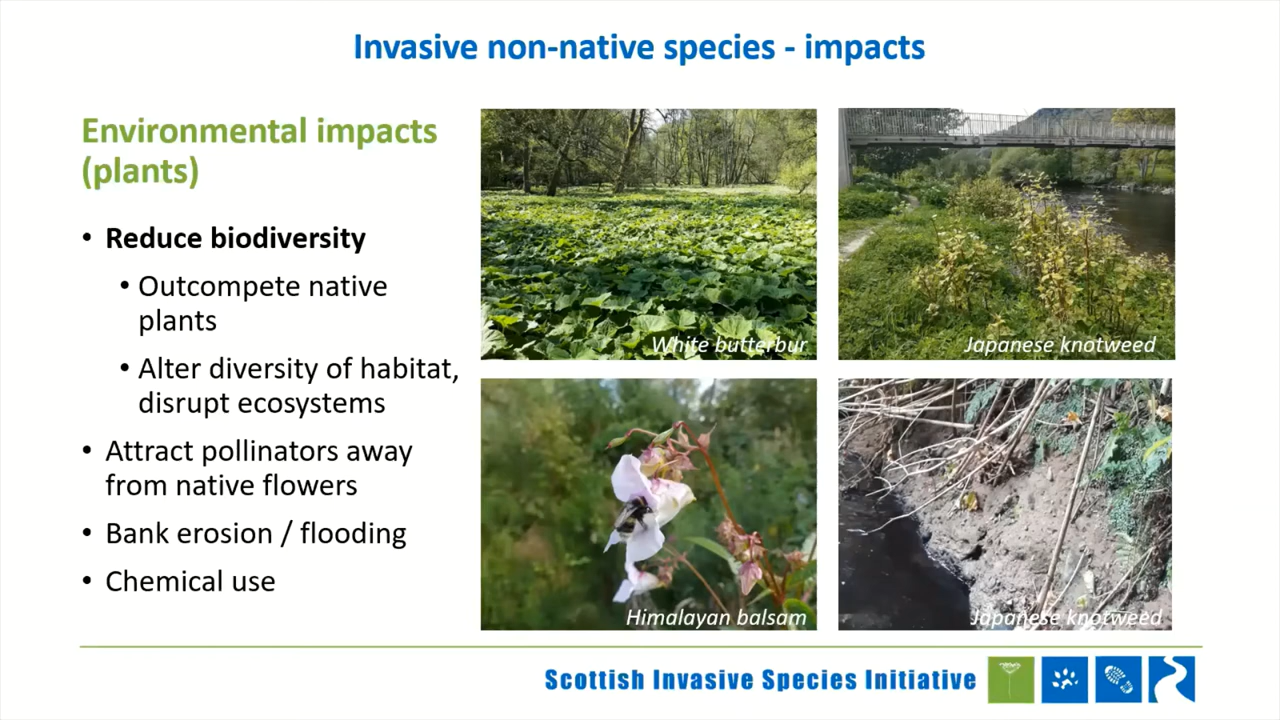 Invasive non-native species - impacts
Environmental impacts
(plants)
• Reduce biodiversity
• Outcompete native
plants
• Alter diversity of habitat,
disrupt ecosystems
• Attract pollinators away
from native flowers
• Bank erosion / flooding
• Chemical use
White butterbur
Japanese knotweed
Himalayan balsam
Japanese knotweed
Scottish Invasive Species Initiative